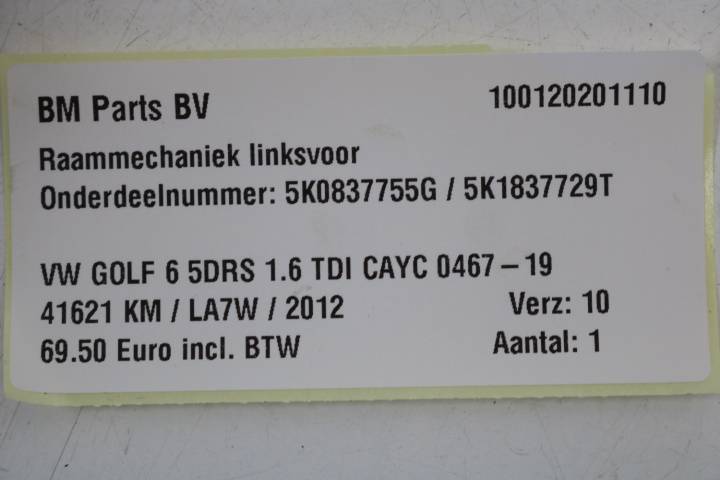 BM Parts BV 100120201110
Raammechaniek linksvoor
Onderdeelnummer: 5K0837755G / 5K1837729T
VW GOLF 6 5DRS 1.6 TDI CAYC 0467 – 19
41621 KM / LA7W / 2012 Verz: 10
69.50 Euro incl. BTW Aantal: 1